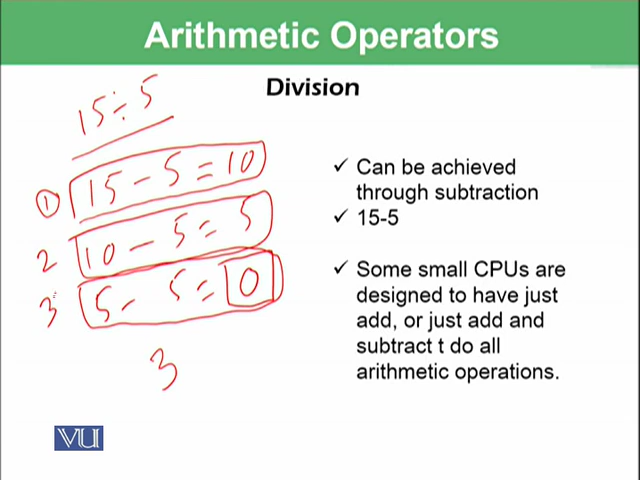 Arithmetic Operators
Division
15 ÷ 5
1 15 - 5 = 10
2 10 - 5 = 5
3 5 - 5 = 0
3
✓ Can be achieved
through subtraction
✓ 15-5
✓ Some small CPUs are
designed to have just
add, or just add and
subtract t do all
arithmetic operations.
VU